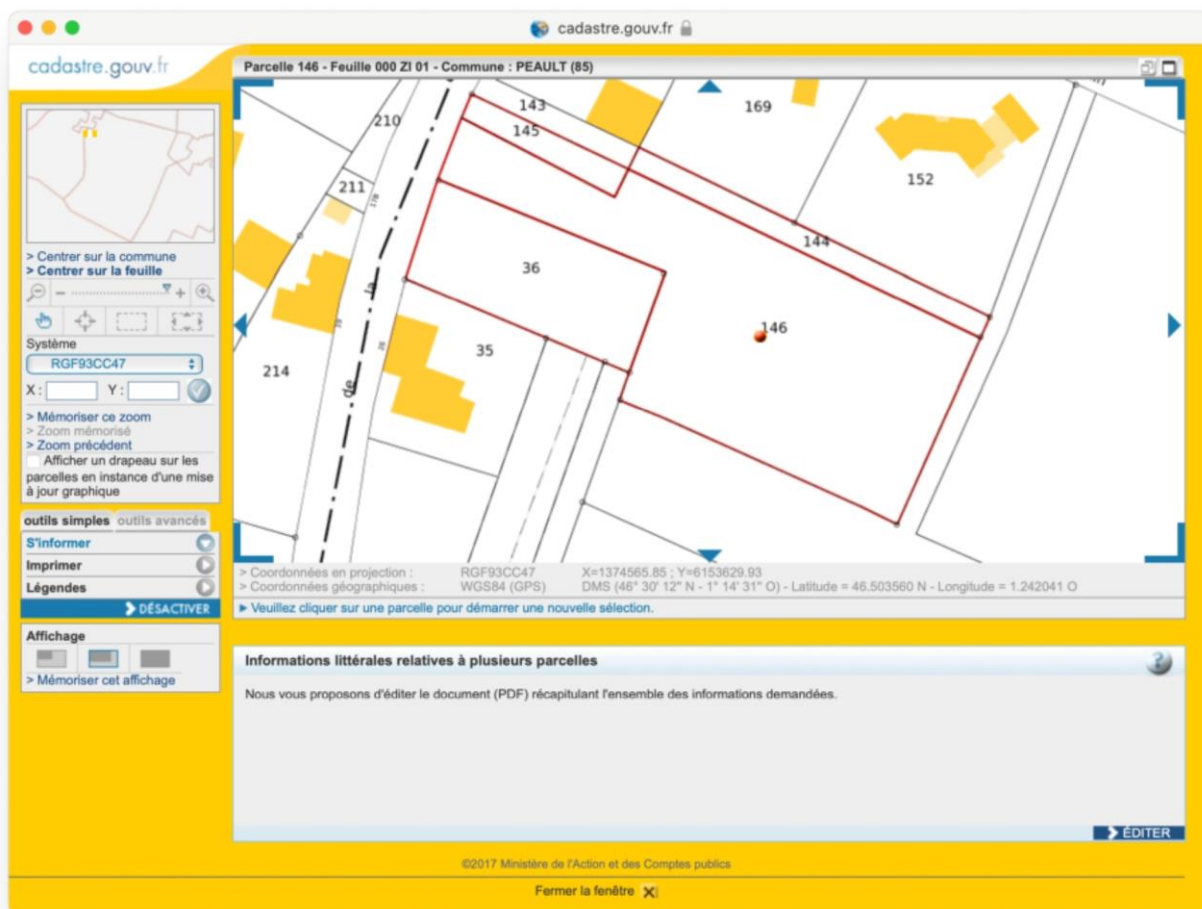 cadastre.gouv.fr
cadastre.gouv.fr
Parcelle 146 - Feuille 000 ZI 01 - Commune : PEAULT (85)
> Centrer sur la commune
> Centrer sur la feuille
Système
RGF93CC47
X : Y :
> Mémoriser ce zoom
> Zoom mémorisé
> Zoom précédent
Afficher un drapeau sur les
parcelles en instance d'une mise
à jour graphique
outils simples outils avancés
S'informer
Imprimer
Légendes
DÉSACTIVER
Affichage
> Mémoriser cet affichage
143
169
210
145
152
211
178
144
36
la
146
35
26
214
de
> Coordonnées en projection : RGF93CC47 X=1374565.85 ; Y=6153629.93
> Coordonnées géographiques : WGS84 (GPS) DMS (46° 30' 12" N - 1° 14' 31" O) - Latitude = 46.503560 N - Longitude = 1.242041 O
Veuillez cliquer sur une parcelle pour démarrer une nouvelle sélection.
Informations littérales relatives à plusieurs parcelles
?
Nous vous proposons d'éditer le document (PDF) récapitulant l'ensemble des informations demandées.
ÉDITER
©2017 Ministère de l'Action et des Comptes publics
Fermer la fenêtre X